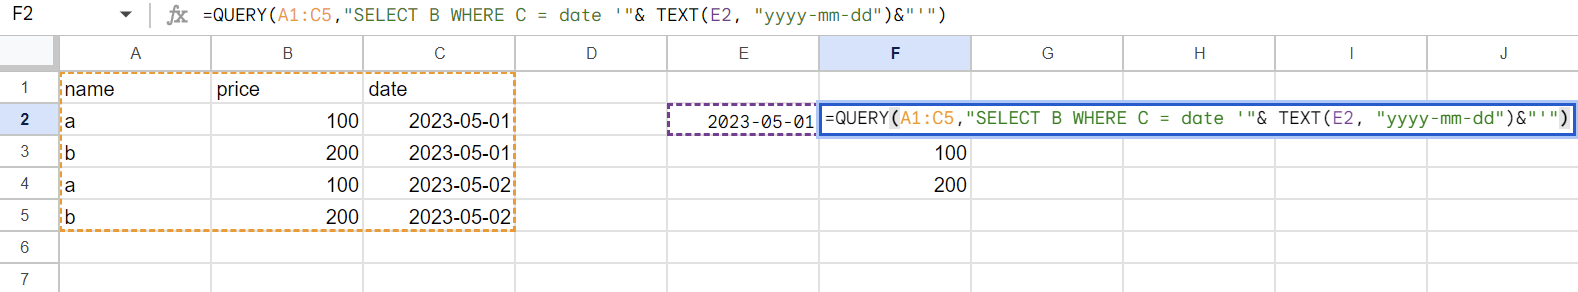 F2 fx =QUERY(A1:C5,"SELECT B WHERE C = date '"& TEXT(E2, "yyyy-mm-dd")&"'")
A B C D E F G H I J
1 name price date
2 a 100 2023-05-01 2023-05-01 =QUERY(A1:C5,"SELECT B WHERE C = date '"& TEXT(E2, "yyyy-mm-dd")&"'")
3 b 200 2023-05-01 100
4 a 100 2023-05-02 200
5 b 200 2023-05-02
6
7